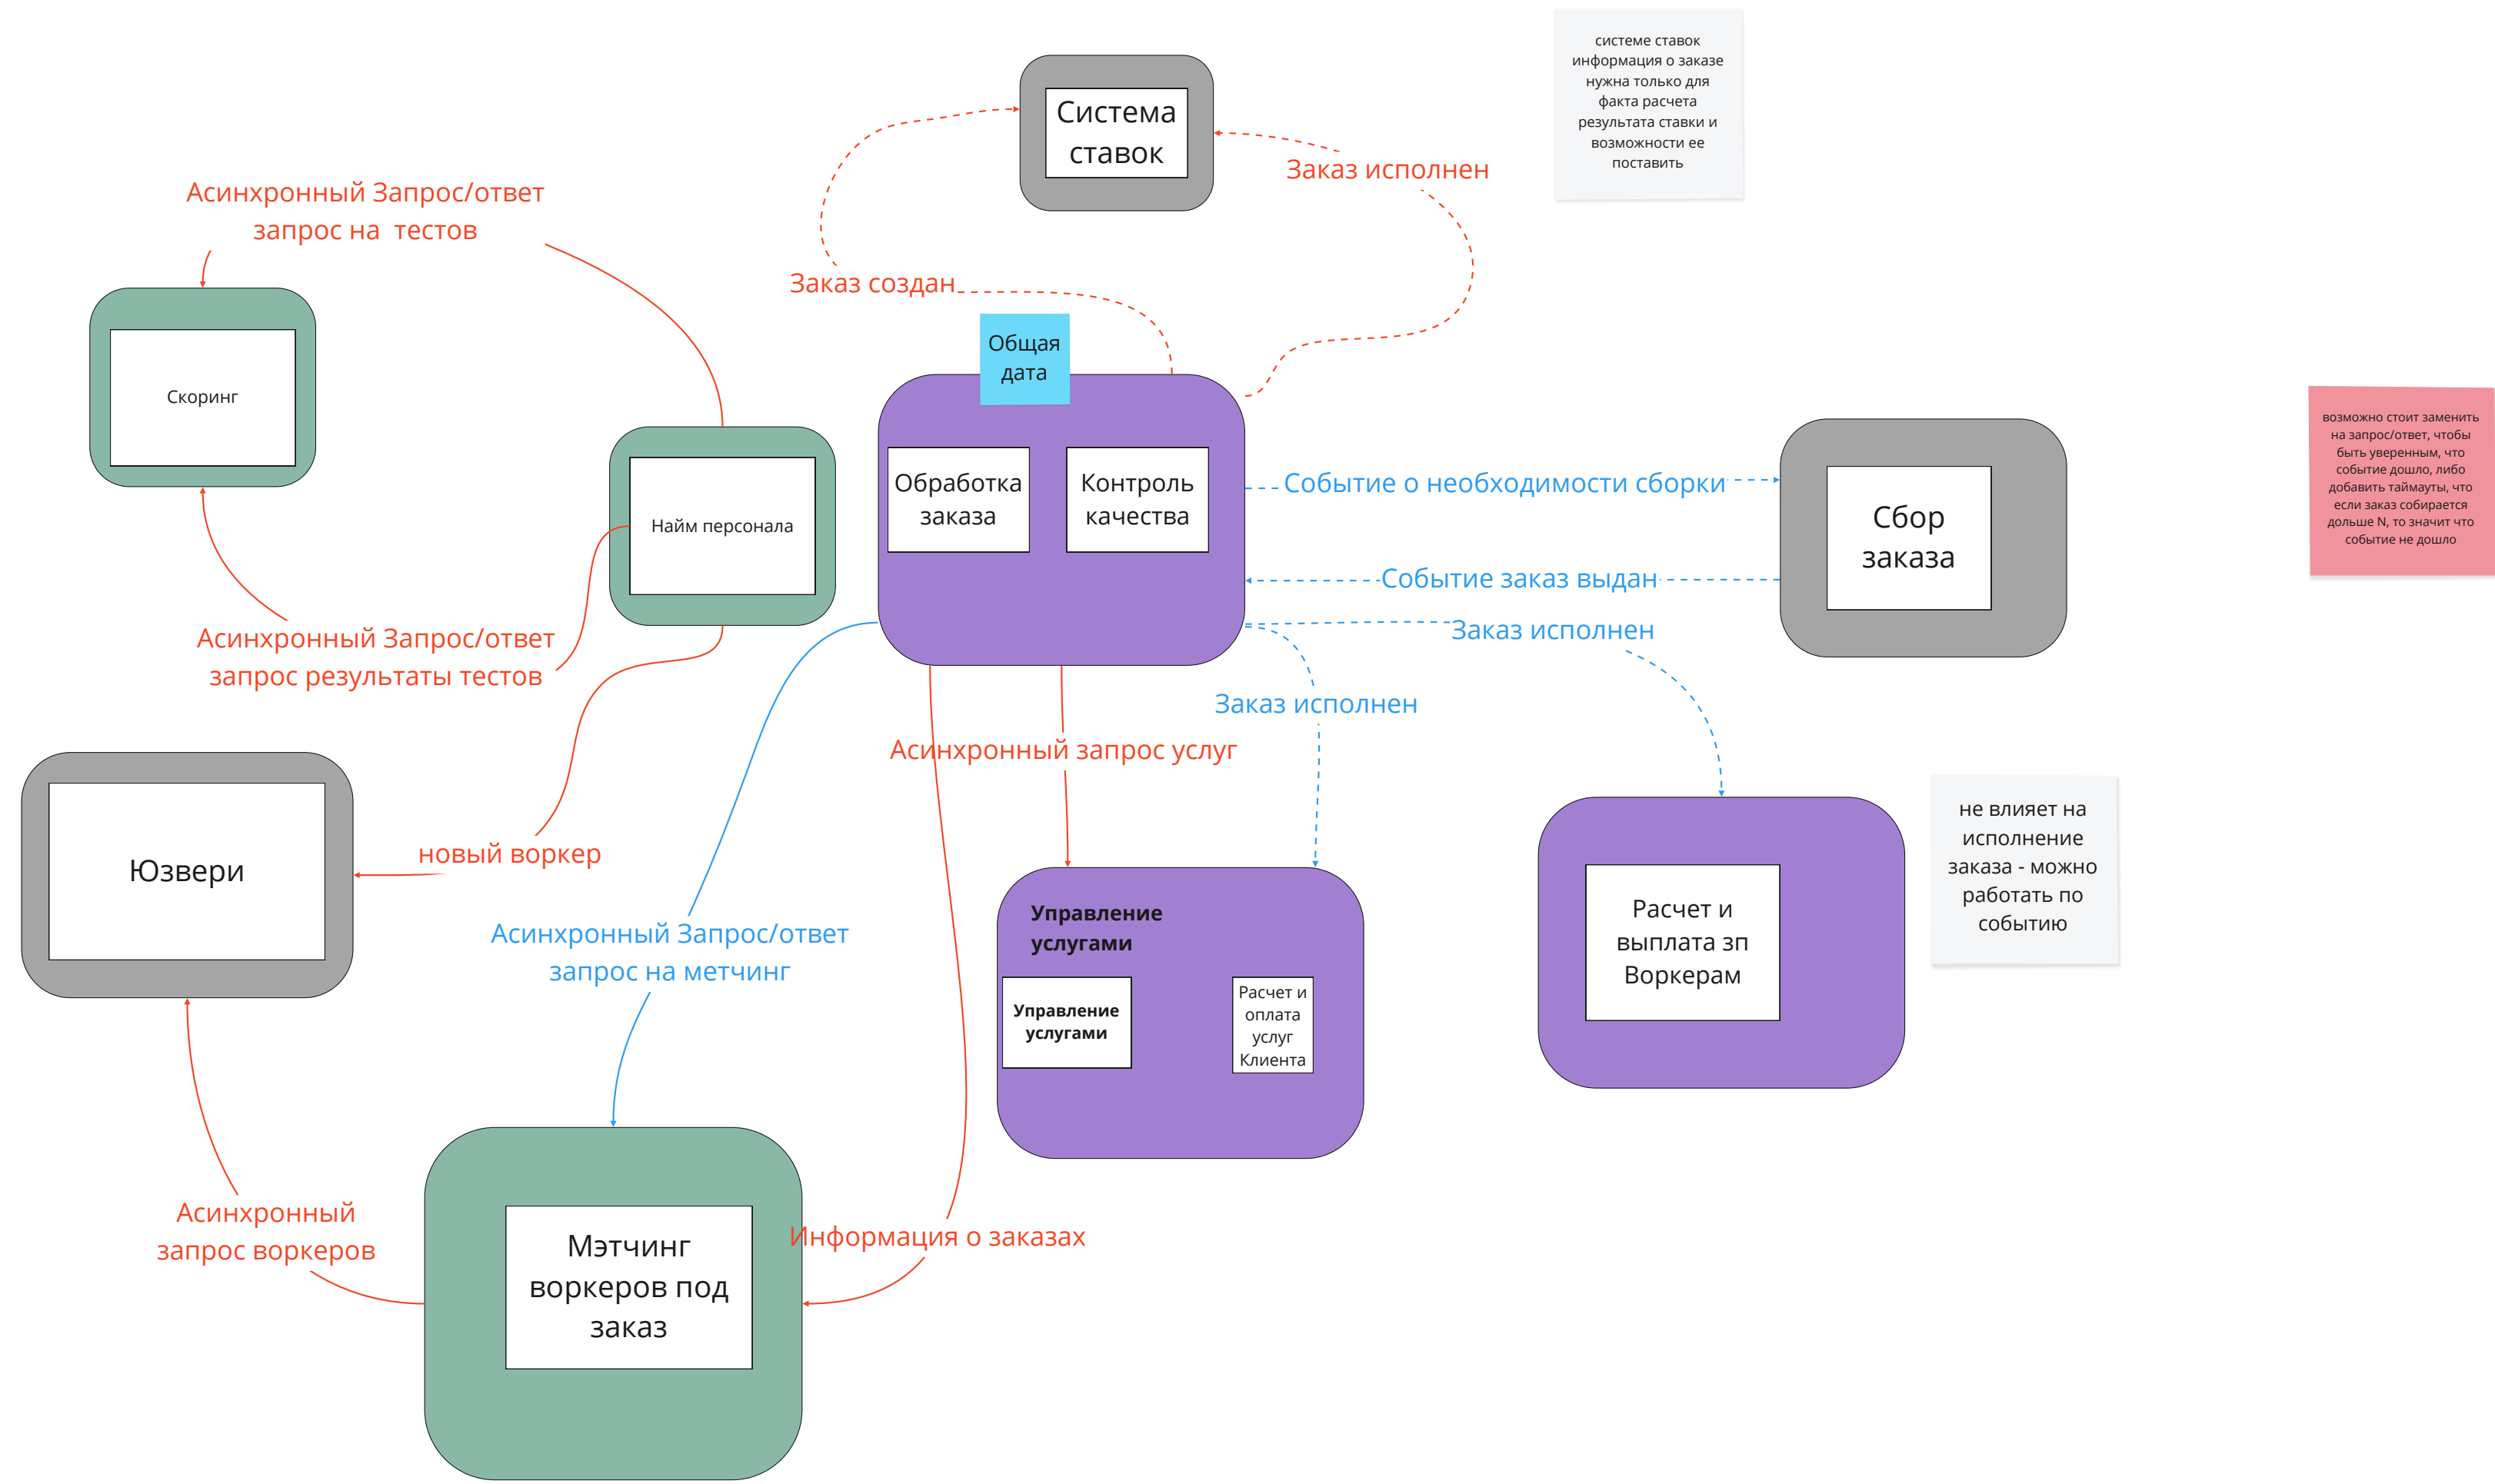 системе ставок
информация о заказе
нужна только для
факта расчета
результата ставки и
возможности ее
поставить
Система
ставок
Заказ исполнен
Асинхронный Запрос/ответ
запрос на  тестов
Заказ создан
Общая
дата
Скоринг
Найм персонала
Обработка
заказа
Контроль
качества
Событие о необходимости сборки
Сбор
заказа
Событие заказ выдан
возможно стоит заменить
на запрос/ответ, чтобы
быть уверенным, что
событие дошло, либо
добавить таймауты, что
если заказ собирается
дольше N, то значит что
событие не дошло
Асинхронный Запрос/ответ
запрос результаты тестов
Заказ исполнен
Заказ исполнен
Асинхронный запрос услуг
Юзвери
новый воркер
Асинхронный Запрос/ответ
запрос на метчинг
Управление
услугами
Управление
услугами
Расчет и
оплата
услуг
Клиента
Расчет и
выплата зп
Воркерам
не влияет на
исполнение
заказа - можно
работать по
событию
Асинхронный
запрос воркеров
Мэтчинг
воркеров под
заказ
Информация о заказах